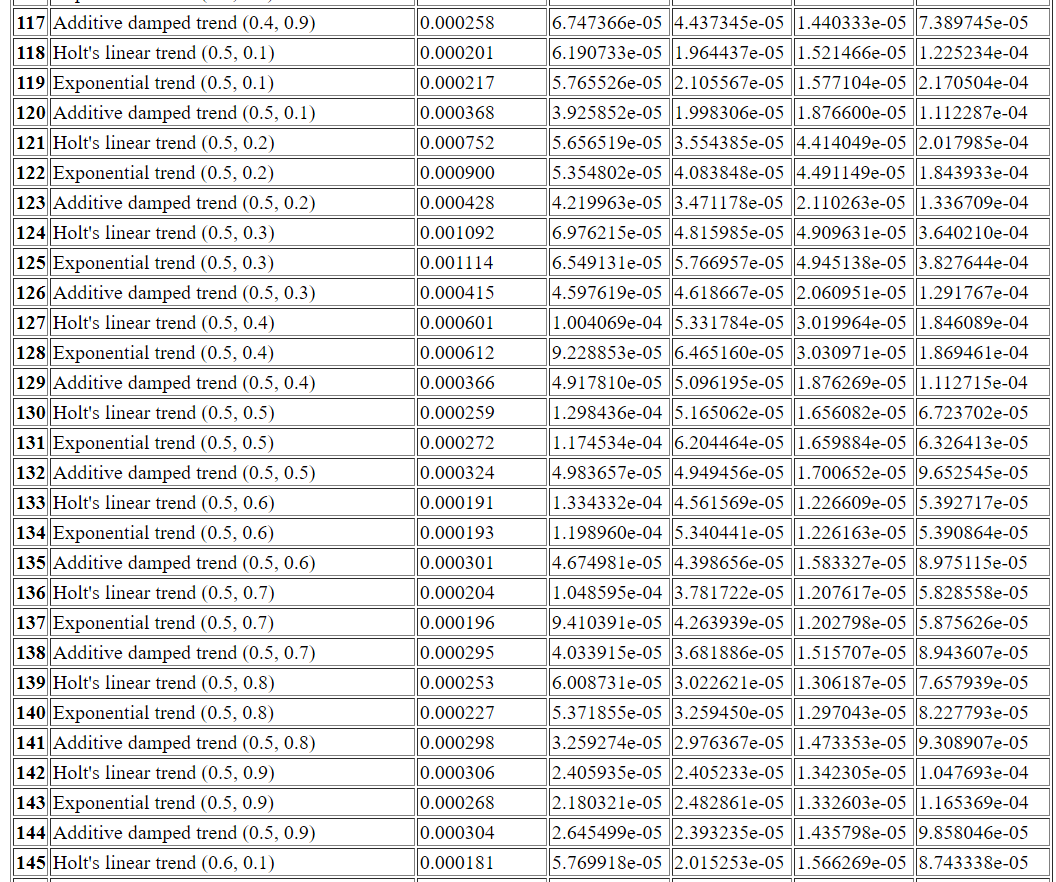 117 Additive damped trend (0.4, 0.9) 0.000258 6.747366e-05 4.437345e-05 1.440333e-05 7.389745e-05
118 Holt's linear trend (0.5, 0.1) 0.000201 6.190733e-05 1.964437e-05 1.521466e-05 1.225234e-04
119 Exponential trend (0.5, 0.1) 0.000217 5.765526e-05 2.105567e-05 1.577104e-05 2.170504e-04
120 Additive damped trend (0.5, 0.1) 0.000368 3.925852e-05 1.998306e-05 1.876600e-05 1.112287e-04
121 Holt's linear trend (0.5, 0.2) 0.000752 5.656519e-05 3.554385e-05 4.414049e-05 2.017985e-04
122 Exponential trend (0.5, 0.2) 0.000900 5.354802e-05 4.083848e-05 4.491149e-05 1.843933e-04
123 Additive damped trend (0.5, 0.2) 0.000428 4.219963e-05 3.471178e-05 2.110263e-05 1.336709e-04
124 Holt's linear trend (0.5, 0.3) 0.001092 6.976215e-05 4.815985e-05 4.909631e-05 3.640210e-04
125 Exponential trend (0.5, 0.3) 0.001114 6.549131e-05 5.766957e-05 4.945138e-05 3.827644e-04
126 Additive damped trend (0.5, 0.3) 0.000415 4.597619e-05 4.618667e-05 2.060951e-05 1.291767e-04
127 Holt's linear trend (0.5, 0.4) 0.000601 1.004069e-04 5.331784e-05 3.019964e-05 1.846089e-04
128 Exponential trend (0.5, 0.4) 0.000612 9.228853e-05 6.465160e-05 3.030971e-05 1.869461e-04
129 Additive damped trend (0.5, 0.4) 0.000366 4.917810e-05 5.096195e-05 1.876269e-05 1.112715e-04
130 Holt's linear trend (0.5, 0.5) 0.000259 1.298436e-04 5.165062e-05 1.656082e-05 6.723702e-05
131 Exponential trend (0.5, 0.5) 0.000272 1.174534e-04 6.204464e-05 1.659884e-05 6.326413e-05
132 Additive damped trend (0.5, 0.5) 0.000324 4.983657e-05 4.949456e-05 1.700652e-05 9.652545e-05
133 Holt's linear trend (0.5, 0.6) 0.000191 1.334332e-04 4.561569e-05 1.226609e-05 5.392717e-05
134 Exponential trend (0.5, 0.6) 0.000193 1.198960e-04 5.340441e-05 1.226163e-05 5.390864e-05
135 Additive damped trend (0.5, 0.6) 0.000301 4.674981e-05 4.398656e-05 1.583327e-05 8.975115e-05
136 Holt's linear trend (0.5, 0.7) 0.000204 1.048595e-04 3.781722e-05 1.207617e-05 5.828558e-05
137 Exponential trend (0.5, 0.7) 0.000196 9.410391e-05 4.263939e-05 1.202798e-05 5.875626e-05
138 Additive damped trend (0.5, 0.7) 0.000295 4.033915e-05 3.681886e-05 1.515707e-05 8.943607e-05
139 Holt's linear trend (0.5, 0.8) 0.000253 6.008731e-05 3.022621e-05 1.306187e-05 7.657939e-05
140 Exponential trend (0.5, 0.8) 0.000227 5.371855e-05 3.259450e-05 1.297043e-05 8.227793e-05
141 Additive damped trend (0.5, 0.8) 0.000298 3.259274e-05 2.976367e-05 1.473353e-05 9.308907e-05
142 Holt's linear trend (0.5, 0.9) 0.000306 2.405935e-05 2.405233e-05 1.342305e-05 1.047693e-04
143 Exponential trend (0.5, 0.9) 0.000268 2.180321e-05 2.482861e-05 1.332603e-05 1.165369e-04
144 Additive damped trend (0.5, 0.9) 0.000304 2.645499e-05 2.393235e-05 1.435798e-05 9.858046e-05
145 Holt's linear trend (0.6, 0.1) 0.000181 5.769918e-05 2.015253e-05 1.566269e-05 8.743338e-05